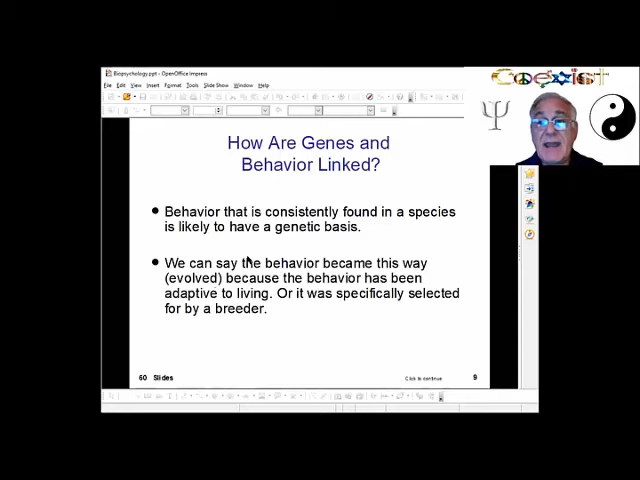 Biopsychology.ppt - OpenOffice Impress
File Edit View Insert Format Tools Slide Show Window Help
Coexist
Ψ
How Are Genes and
Behavior Linked?
• Behavior that is consistently found in a species
is likely to have a genetic basis.
• We can say the behavior became this way
(evolved) because the behavior has been
adaptive to living. Or it was specifically selected
for by a breeder.
60 Slides
Click to continue
9